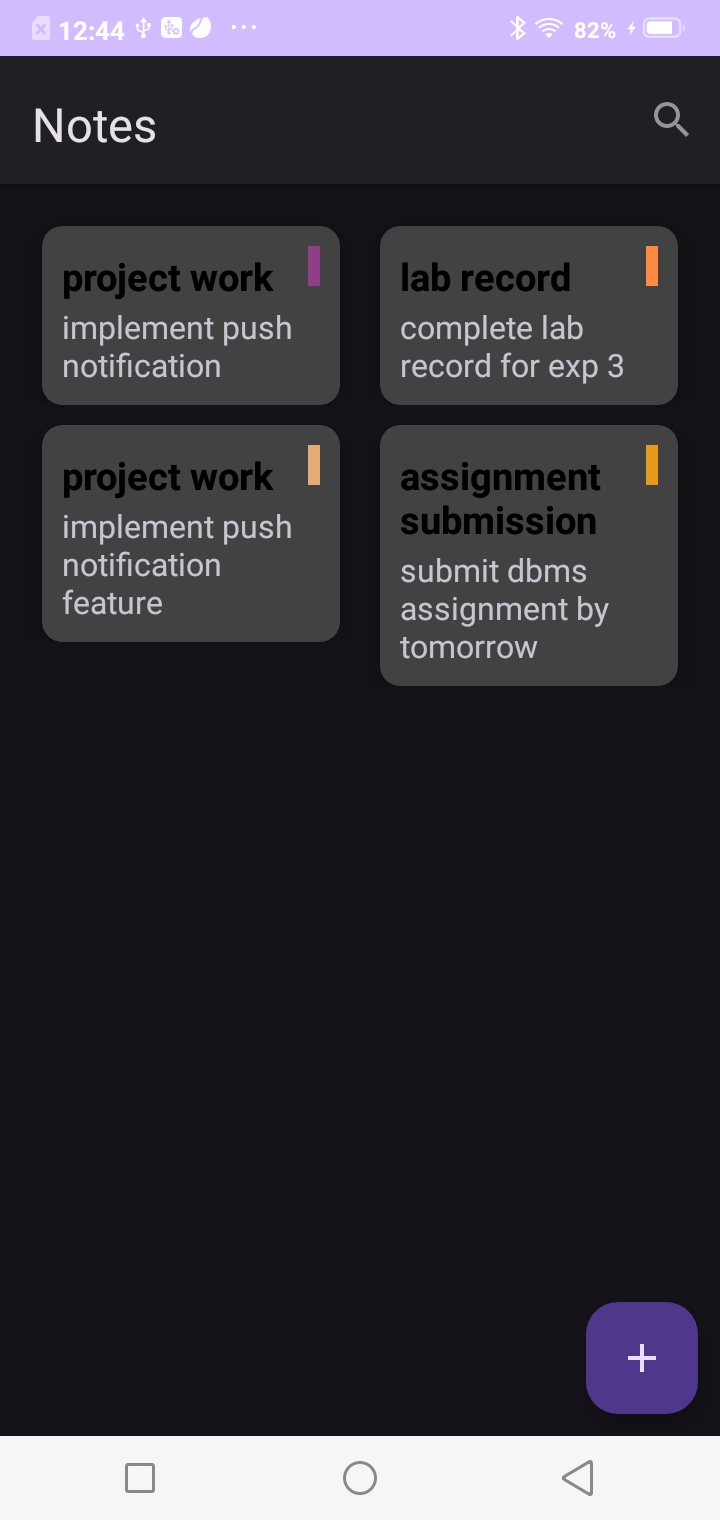 12:44
82%
Notes
project work
implement push
notification
lab record
complete lab
record for exp 3
project work
implement push
notification
feature
assignment
submission
submit dbms
assignment by
tomorrow